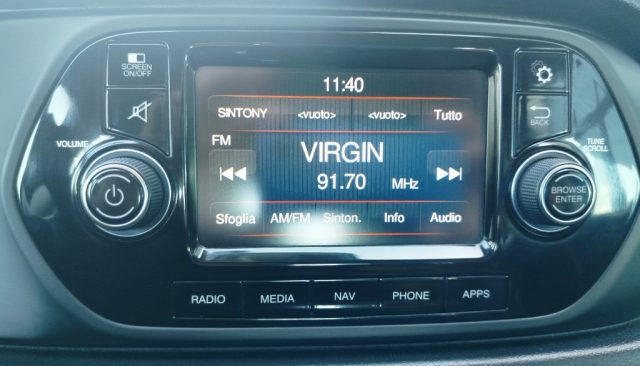 11:40
SCREEN ON/OFF
SINTONY <vuoto> <vuoto> Tutto
BACK
FM
VOLUME
TUNE SCROLL
VIRGIN
91.70 MHz
BROWSE ENTER
Sfoglia AM/FM Sinton. Info Audio
RADIO MEDIA NAV PHONE APPS